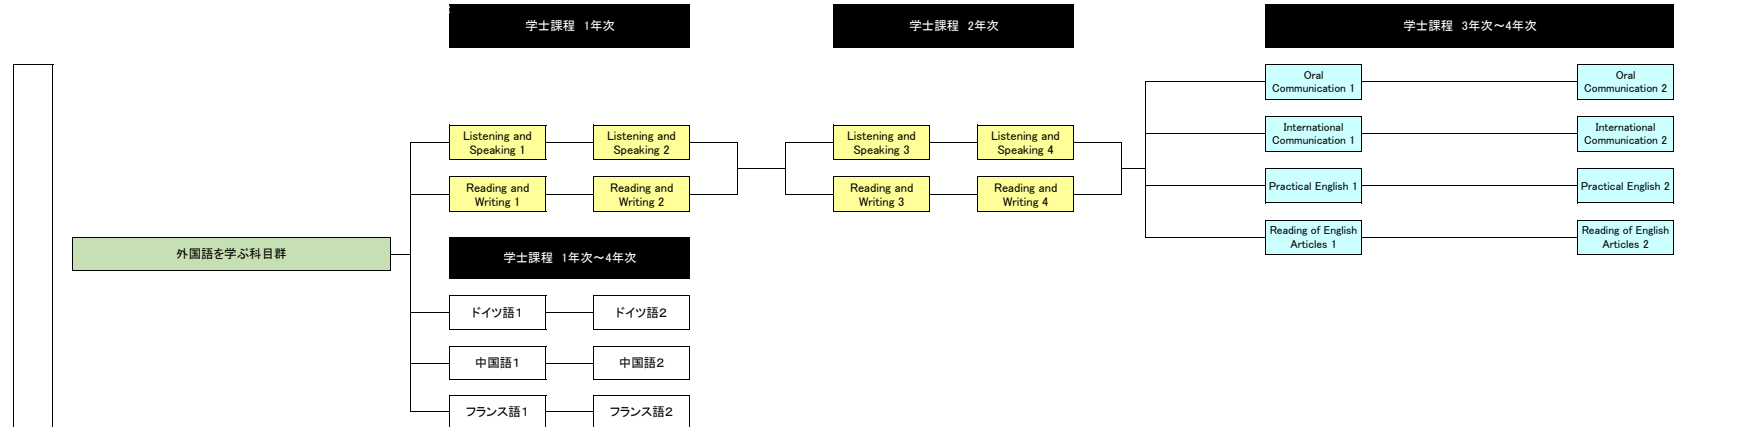 学士課程 1年次
学士課程 2年次
学士課程 3年次～4年次
Oral
Communication 1
Oral
Communication 2
Listening and
Speaking 1
Listening and
Speaking 2
Listening and
Speaking 3
Listening and
Speaking 4
International
Communication 1
International
Communication 2
Reading and
Writing 1
Reading and
Writing 2
Reading and
Writing 3
Reading and
Writing 4
Practical English 1
Practical English 2
Reading of English
Articles 1
Reading of English
Articles 2
外国語を学ぶ科目群
学士課程 1年次～4年次
ドイツ語１
ドイツ語２
中国語１
中国語２
フランス語１
フランス語２